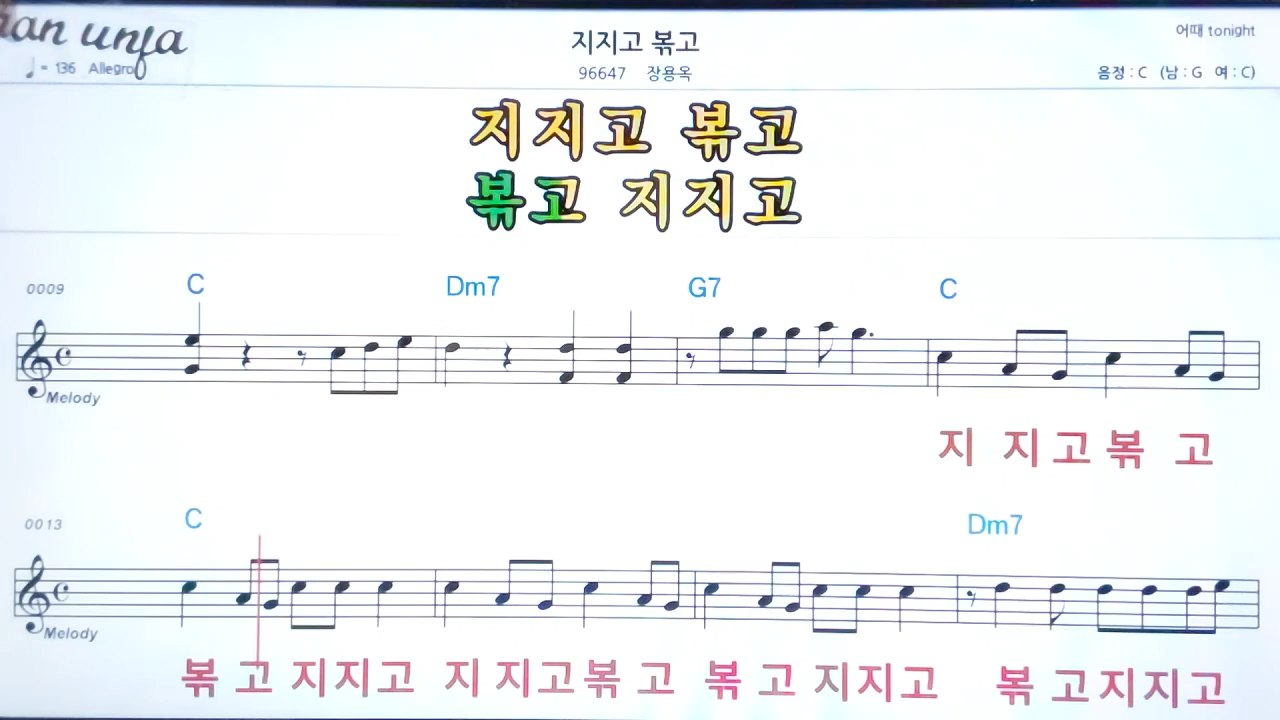 unfa
지지고 볶고
어때 tonight
♩ = 136 Allegro
96647 장용옥
음정 : C (남 : G 여 : C)
지지고 볶고
볶고 지지고
C Dm7 G7 C
0009
Melody
지 지고 볶 고
C Dm7
0013
Melody
볶 고 지지고 지 지고볶 고 볶 고 지지고 볶 고지지고